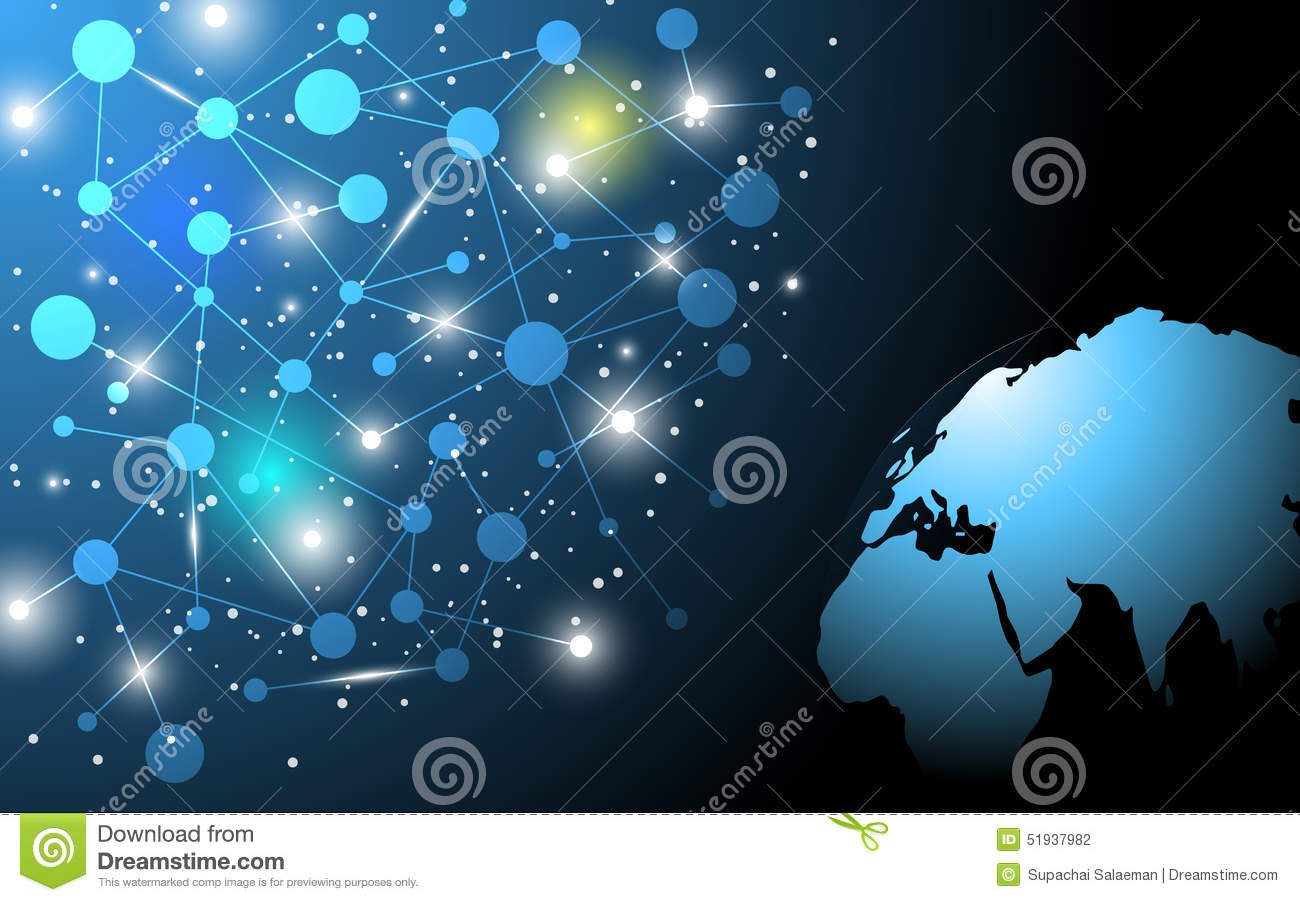 dreamstime
dreamstime
dreamstime
dreamstime
dreamstime
dreamstime
Download from
Dreamstime.com
This watermarked comp image is for previewing purposes only.
ID 51937982
© Supachai Salaeman | Dreamstime.com